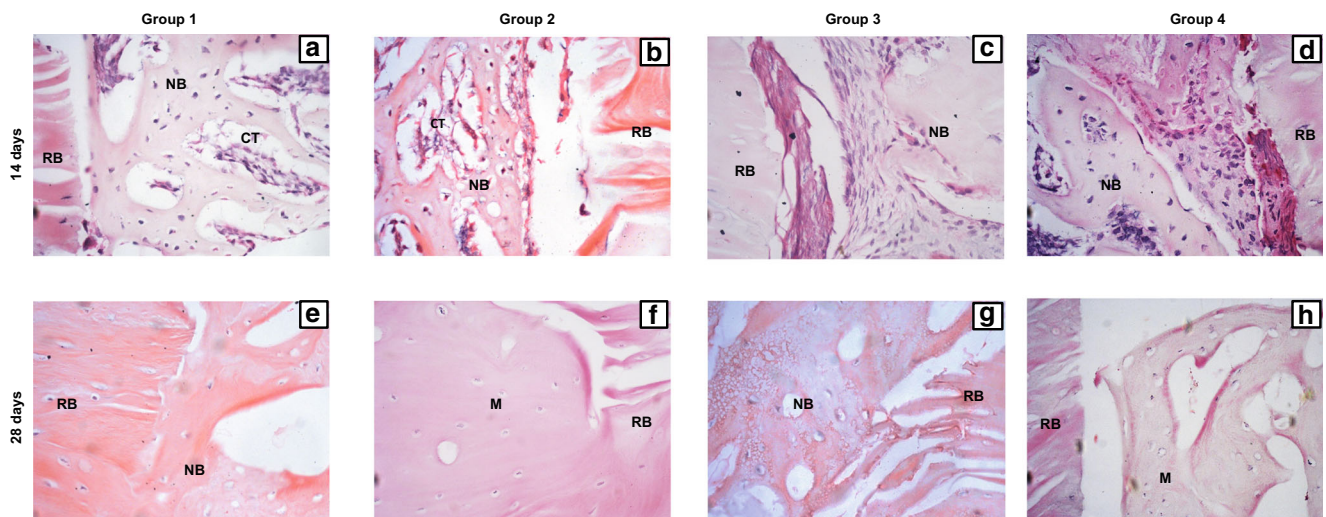 Group 1
Group 2
Group 3
Group 4
14 days
a
NB
CT
RB
b
CT
RB
NB
c
NB
RB
d
RB
NB
28 days
e
RB
NB
f
M
RB
g
RB
NB
h
RB
M